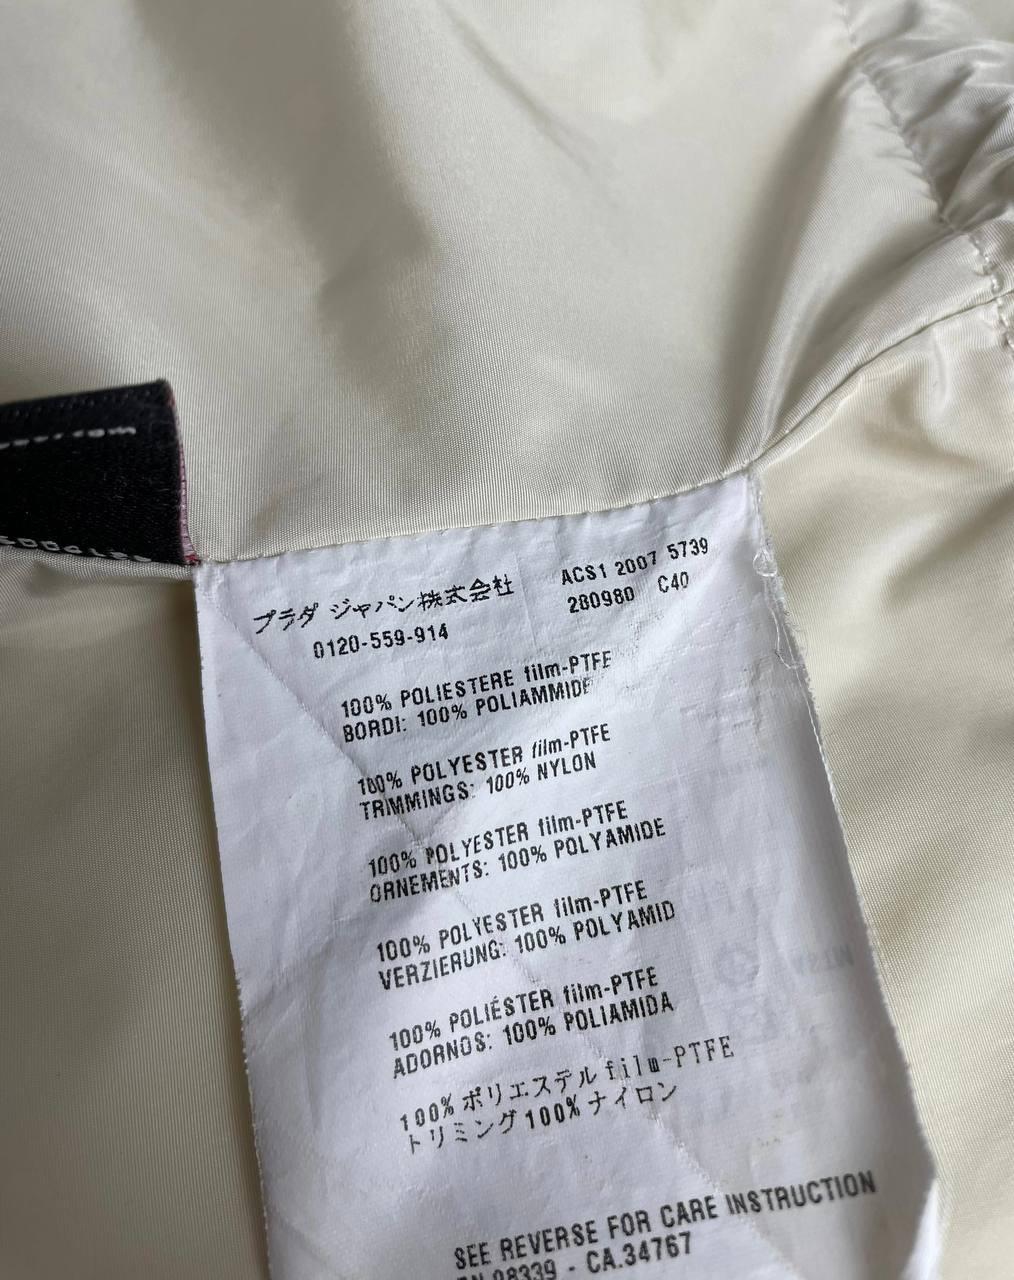 プラダ ジャパン株式会社
0120-559-914
ACS1 2007 5739
280980 C40
100% POLIESTERE film-PTFE
BORDI: 100% POLIAMMIDE
100% POLYESTER film-PTFE
TRIMMINGS: 100% NYLON
100% POLYESTER film-PTFE
ORNEMENTS: 100% POLYAMIDE
100% POLYESTER film-PTFE
VERZIERUNG: 100% POLYAMID
100% POLIÉSTER film-PTFE
ADORNOS: 100% POLIAMIDA
100% ポリエステル film-PTFE
トリミング 100% ナイロン
SEE REVERSE FOR CARE INSTRUCTION
08339 - CA.34767